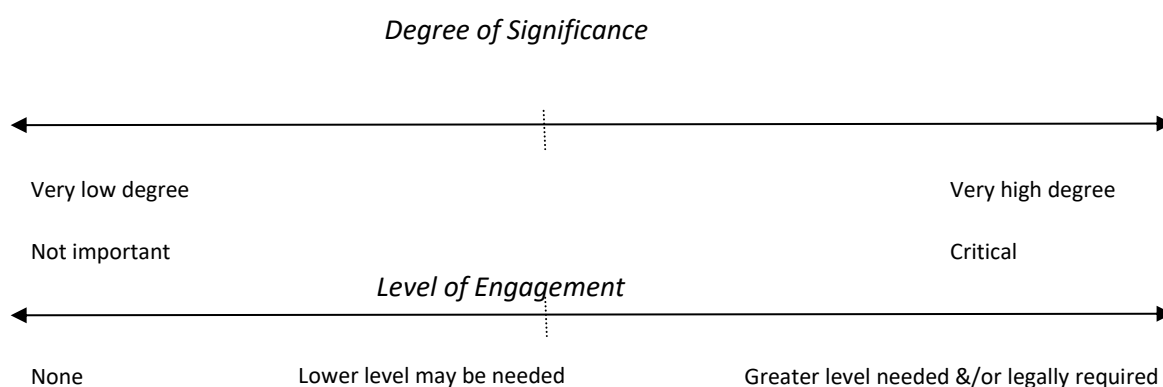 Degree of Significance
Very low degree Very high degree
Not important Critical
Level of Engagement
None Lower level may be needed Greater level needed &/or legally required